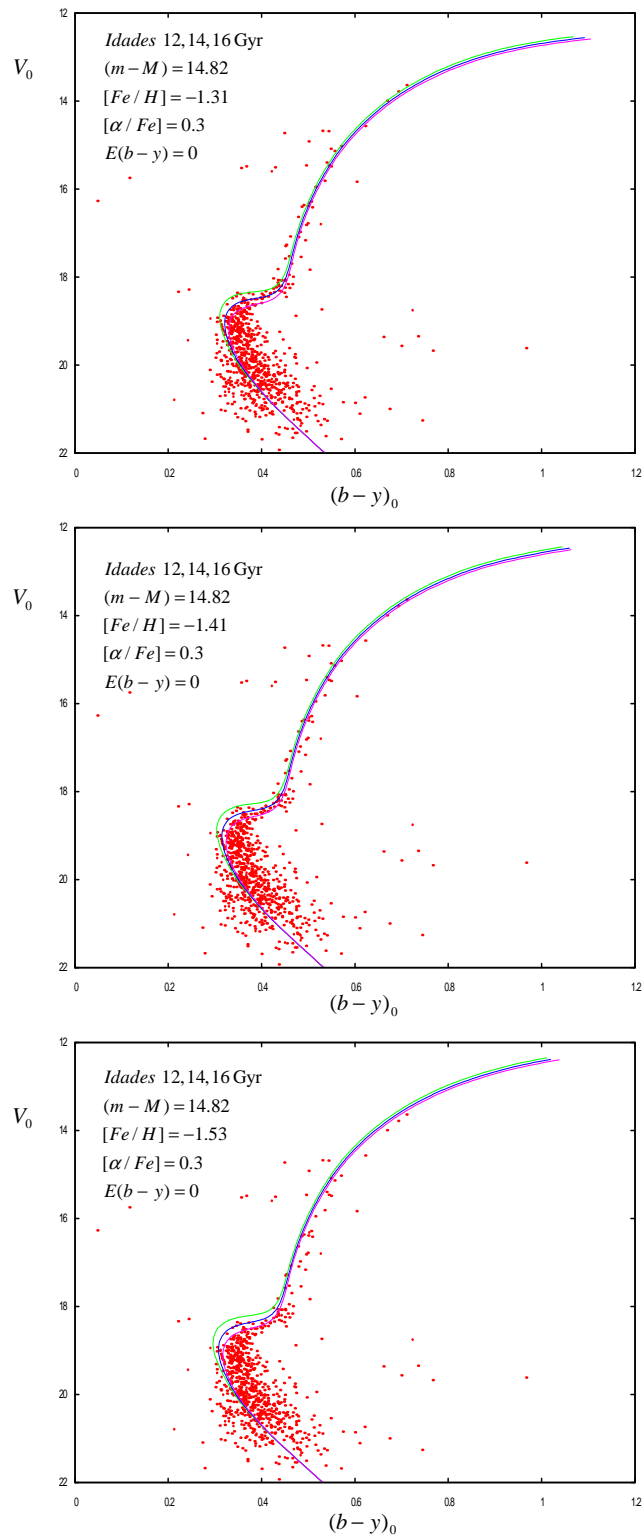 12
Idades 12,14,16 Gyr
V₀
(m − M) = 14.82
14
[Fe / H] = −1.31
[α / Fe] = 0.3
E(b − y) = 0
16
18
20
22
0 0.2 0.4 0.6 0.8 1 1.2
(b − y)₀
12
Idades 12,14,16 Gyr
V₀
(m − M) = 14.82
14
[Fe / H] = −1.41
[α / Fe] = 0.3
E(b − y) = 0
16
18
20
22
0 0.2 0.4 0.6 0.8 1 1.2
(b − y)₀
12
Idades 12,14,16 Gyr
V₀
(m − M) = 14.82
14
[Fe / H] = −1.53
[α / Fe] = 0.3
E(b − y) = 0
16
18
20
22
0 0.2 0.4 0.6 0.8 1 1.2
(b − y)₀